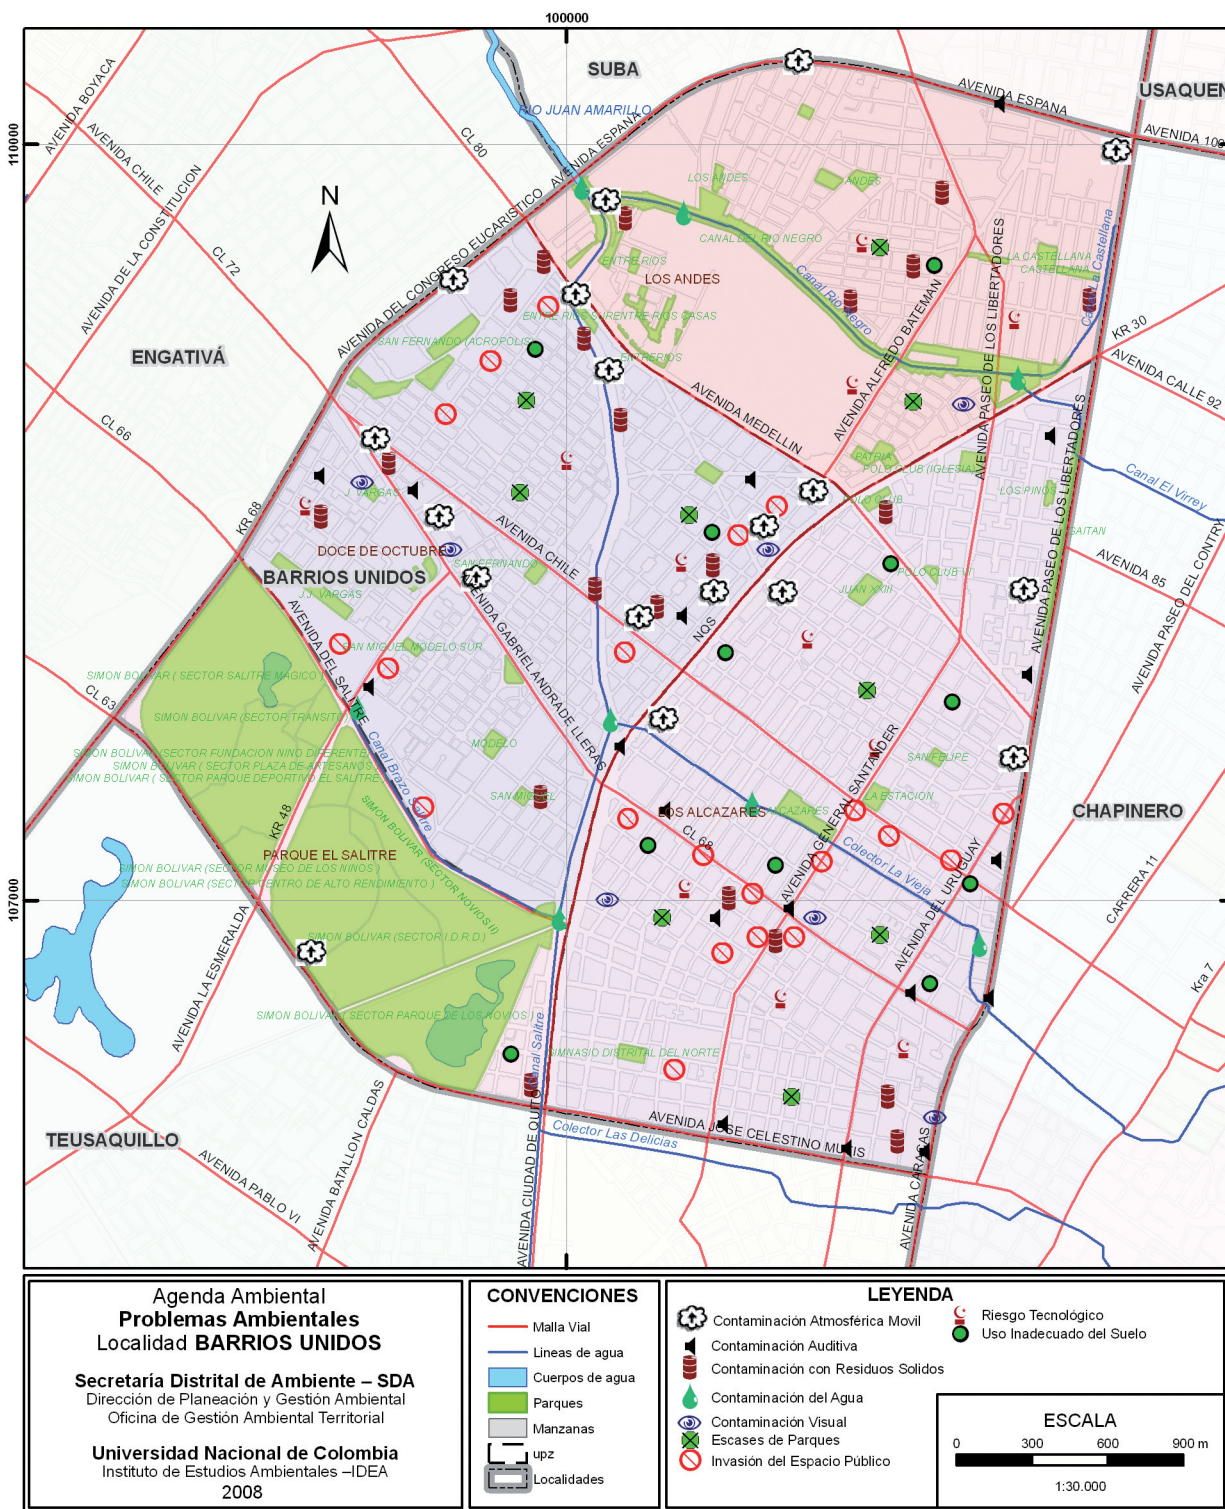 100000
SUBA
USAQUEN
AVENIDA ESPANA
AVENIDA 100
AVENIDA BOYACA
RIO JUAN AMARILLO
CL 80
AVENIDA ESPANA
110000
AVENIDA CHILE
AVENIDA DE LA CONSTITUCION
N
LOS ANDES
ANDES
CANAL DEL RIO NEGRO
AVENIDA PASEO DE LOS LIBERTADORES
LA CASTELLANA
CASTELLANA
Canal La Castellana
CL 72
AVENIDA DEL CONGRESO EUCARISTICO
ENTRE RIOS
LOS ANDES
Canal Rio Negro
AVENIDA ALFREDO BATEMAN
ENTRE RIOS SUR
ENTRE RIOS CASAS
KR 30
ENGATIVÁ
SAN FERNANDO (ACROPOLIS)
ENTRERIOS
AVENIDA CALLE 92
AVENIDA MEDELLIN
CL 66
PATRIA
POLO CLUB (IGLESIA)
POLO CLUB
LOS PINOS
Canal El Virrey
J. VARGAS
KR 68
GAITAN
AVENIDA CHILE
DOCE DE OCTUBRE
SAN FERNANDO
BARRIOS UNIDOS
J.J. VARGAS
POLO CLUB VI
JUAN XXIII
AVENIDA 85
AVENIDA PASEO DE LOS LIBERTADORES
AVENIDA PASEO DEL CONTRY
NQS
AVENIDA DEL SALITRE
AVENIDA GABRIEL ANDRADE LLERAS
SAN MIGUEL MODELO SUR
SIMON BOLIVAR ( SECTOR SALITRE MAGICO )
CL 63
SIMON BOLIVAR (SECTOR TRANSITO )
SIMON BOLIVAR (SECTOR FUNDACION NINO DIFERENTE)
SIMON BOLIVAR ( SECTOR PLAZA DE ARTESANOS )
SIMON BOLIVAR ( SECTOR PARQUE DEPORTIVO EL SALITRE
Canal Brazo Salitre
MODELO
SAN MIGUEL
AVENIDA GENERAL SANTANDER
SAN FELIPE
LA ESTACION
LOS ALCAZARES
ALCAZARES
CHAPINERO
KR 48
CL 68
PARQUE EL SALITRE
SIMON BOLIVAR (SECTOR NOVIOS II)
SIMON BOLIVAR (SECTOR MUSEO DE LOS NINOS )
SIMON BOLIVAR (SECTOR CENTRO DE ALTO RENDIMIENTO )
Colector La Vieja
AVENIDA DEL URUGUAY
CARRERA 11
107000
AVENIDA LA ESMERALDA
SIMON BOLIVAR (SECTOR I.D.R.D.)
Kra 7
SIMON BOLIVAR ( SECTOR PARQUE DE LOS NOVIOS )
Canal Salitre
GIMNASIO DISTRITAL DEL NORTE
AVENIDA BATALLON CALDAS
AVENIDA CIUDAD DE QUITO
TEUSAQUILLO
AVENIDA JOSE CELESTINO MUTIS
Colector Las Delicias
AVENIDA CARACAS
AVENIDA PABLO VI
Agenda Ambiental
Problemas Ambientales
Localidad BARRIOS UNIDOS
Secretaría Distrital de Ambiente – SDA
Dirección de Planeación y Gestión Ambiental
Oficina de Gestión Ambiental Territorial
Universidad Nacional de Colombia
Instituto de Estudios Ambientales –IDEA
2008
CONVENCIONES
Malla Vial
Lineas de agua
Cuerpos de agua
Parques
Manzanas
upz
Localidades
LEYENDA
Contaminación Atmosférica Movil
Contaminación Auditiva
Contaminación con Residuos Solidos
Contaminación del Agua
Contaminación Visual
Escases de Parques
Invasión del Espacio Público
Riesgo Tecnológico
Uso Inadecuado del Suelo
ESCALA
0 300 600 900 m
1:30.000